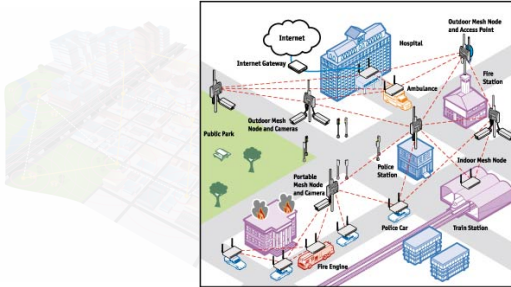 Internet
Internet Gateway
Hospital
Outdoor Mesh Node
and Access Point
Fire
Station
Ambulance
Outdoor Mesh
Node and Cameras
Public Park
Police
Station
Indoor Mesh Node
Portable
Mesh Node
and Camera
Police Car
Train Station
Fire Engine